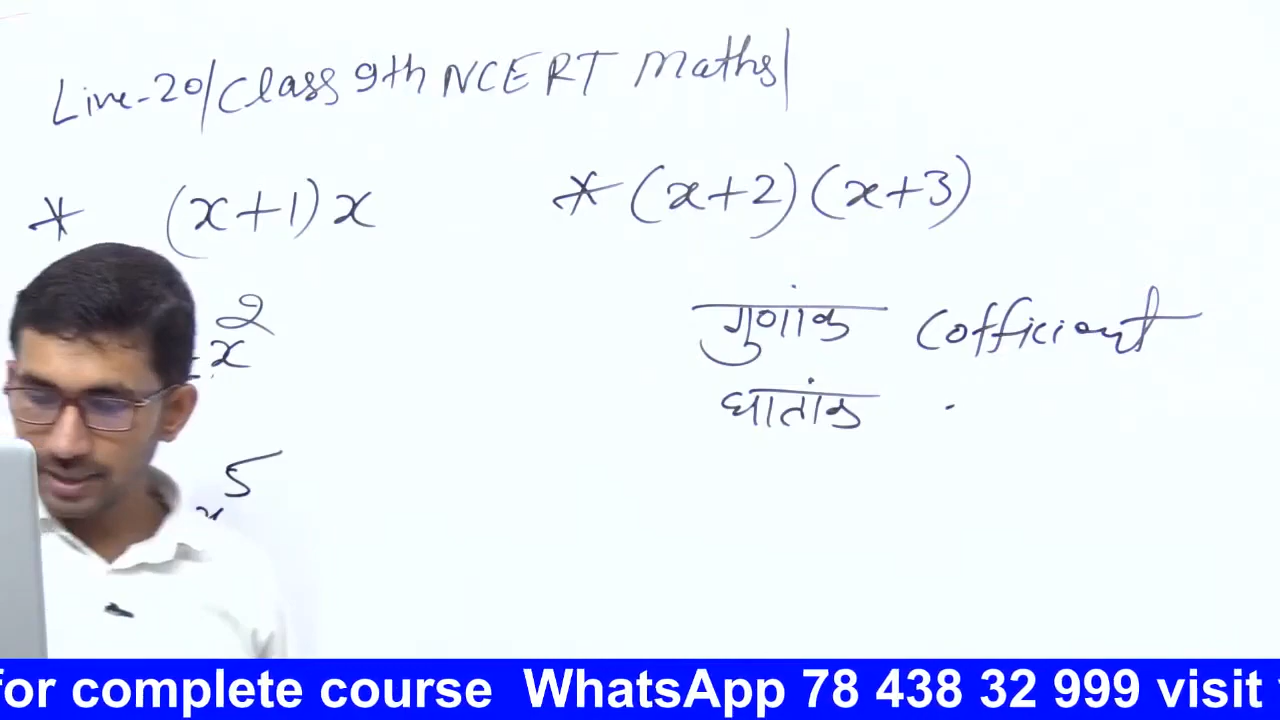 Live-20/Class 9th NCERT Maths|
* (x+1) x
* (x+2) (x+3)
x²
x⁵
गुणांक Cofficient
घातांक
for complete course WhatsApp 78 438 32 999 visit